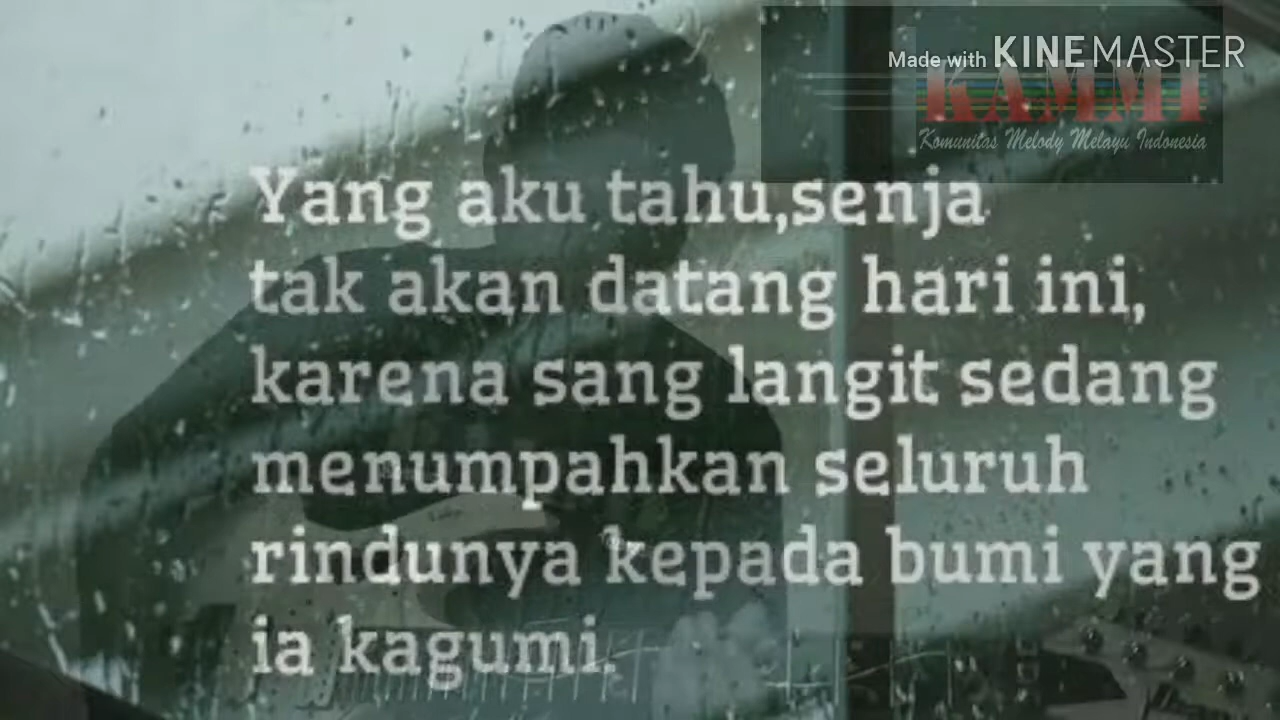 Made with KINEMASTER
KAMMI
Komunitas Melody Melayu Indonesia
Yang aku tahu,senja
tak akan datang hari ini,
karena sang langit sedang
menumpahkan seluruh
rindunya kepada bumi yang
ia kagumi.